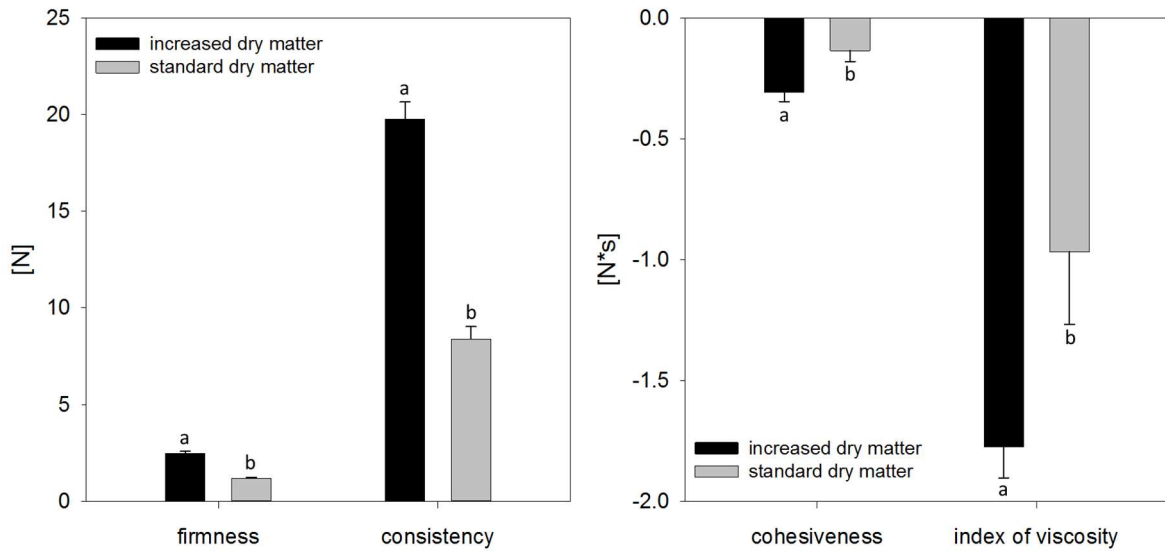 25
20
15
10
5
0
[N]
increased dry matter
standard dry matter
a
b
a
b
firmness
consistency
0.0
-0.5
-1.0
-1.5
-2.0
[N*s]
a
b
a
b
increased dry matter
standard dry matter
cohesiveness
index of viscosity